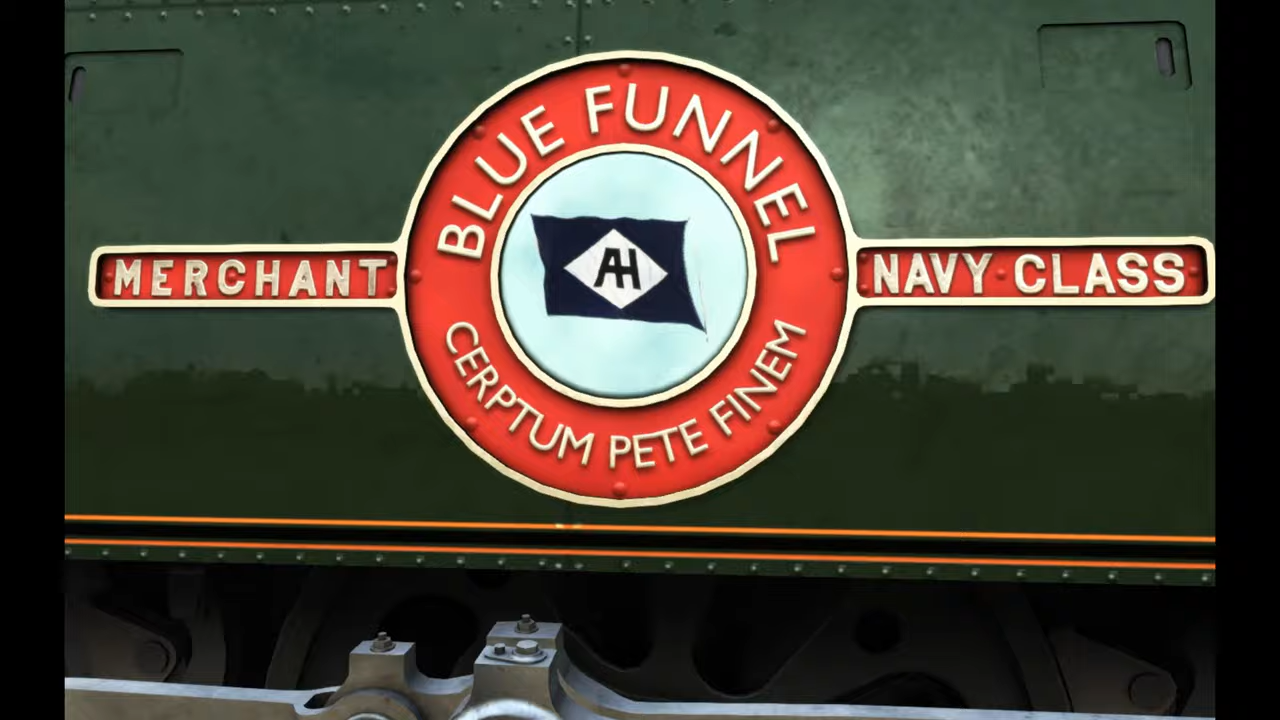 BLUE FUNNEL
MERCHANT
AH
NAVY CLASS
CERPTUM PETE FINEM